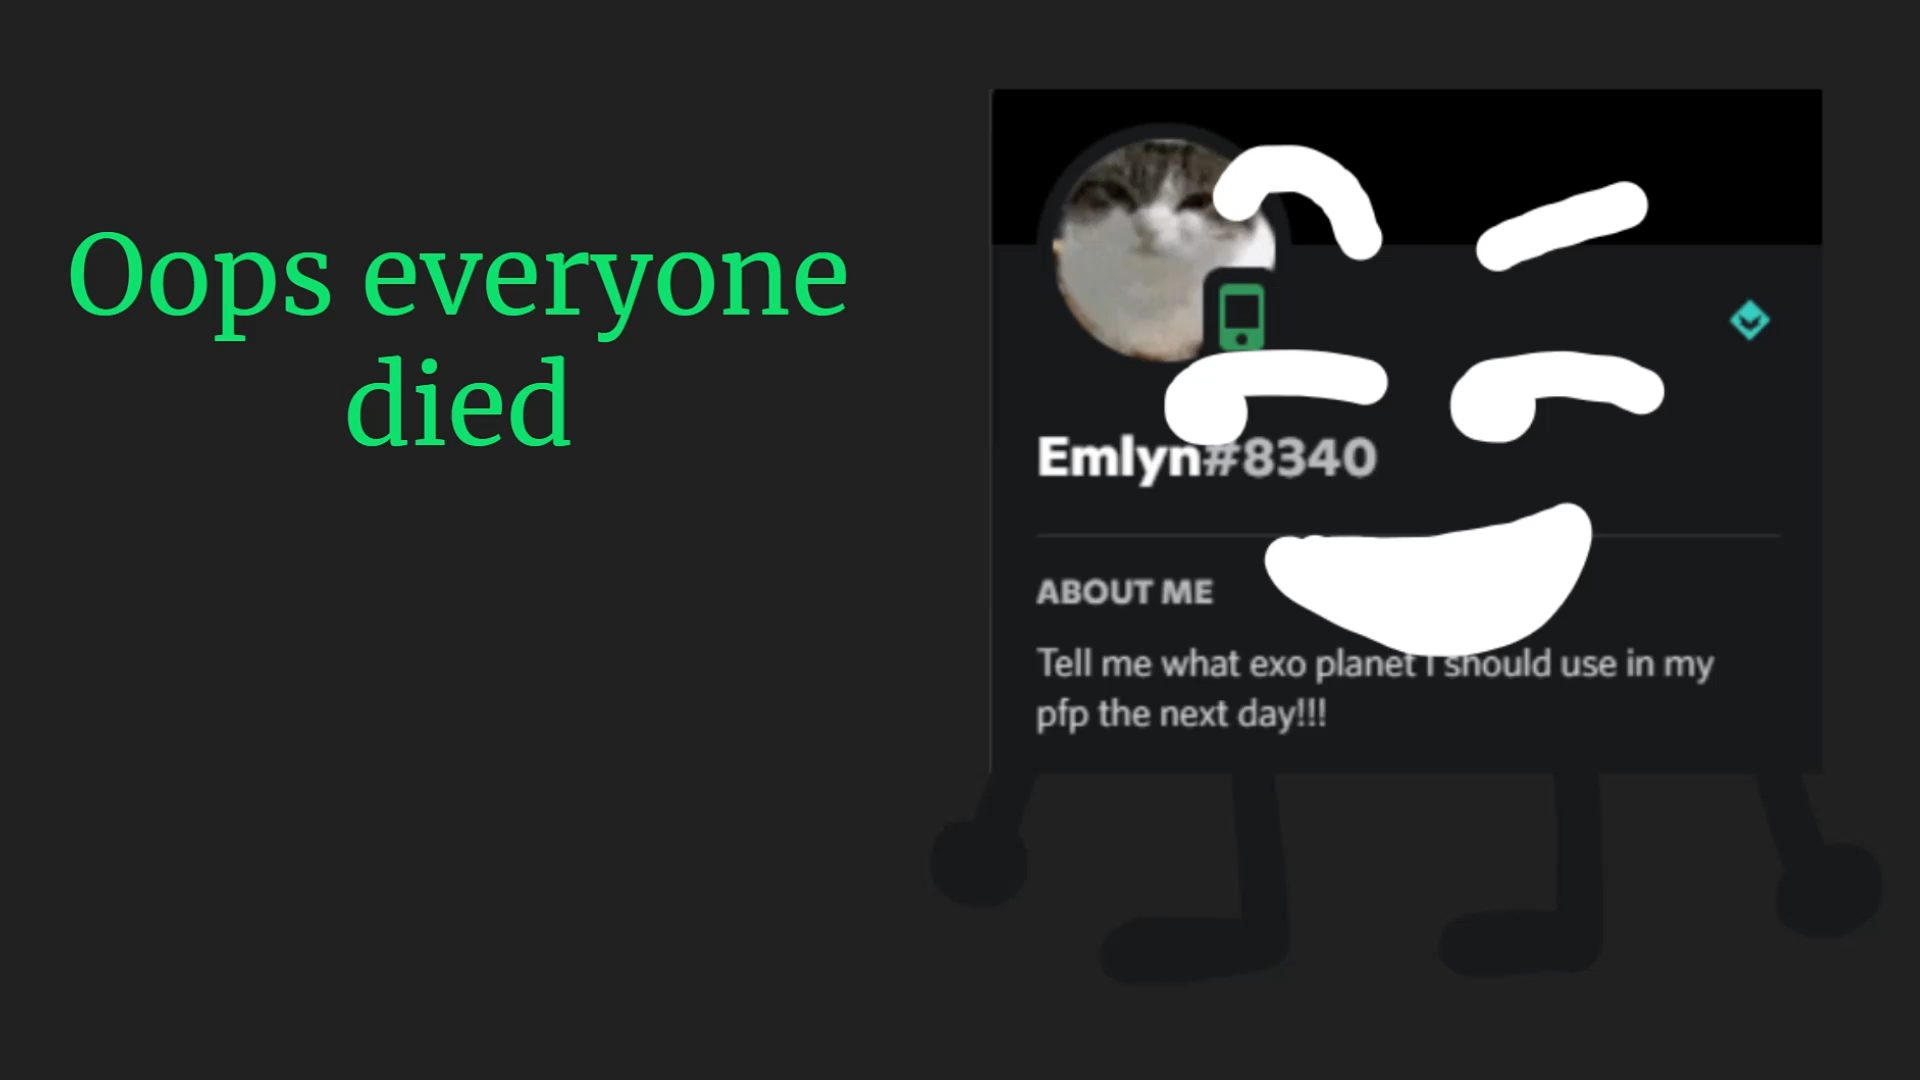 Oops everyone
died
Emlyn#8340
ABOUT ME
Tell me what exo planet I should use in my
pfp the next day!!!